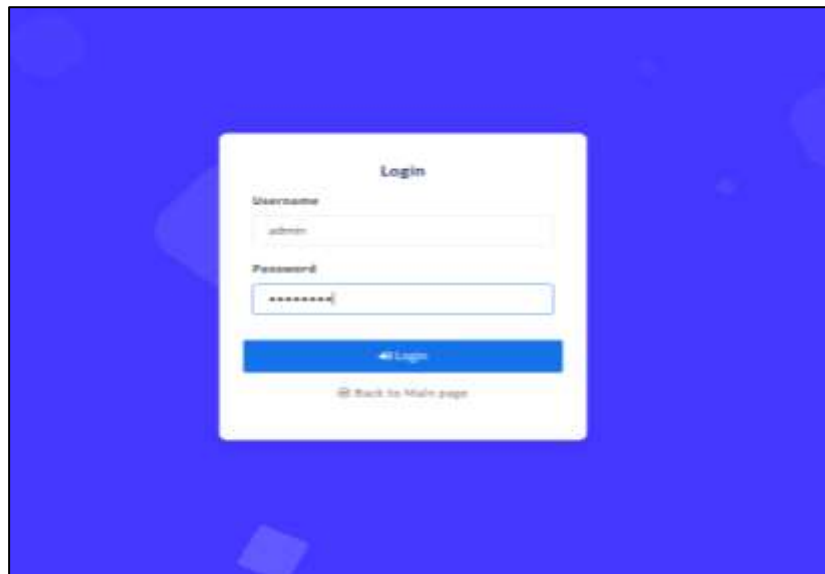 Login
Username
admin
Password
••••••••
Login
Back to Main page